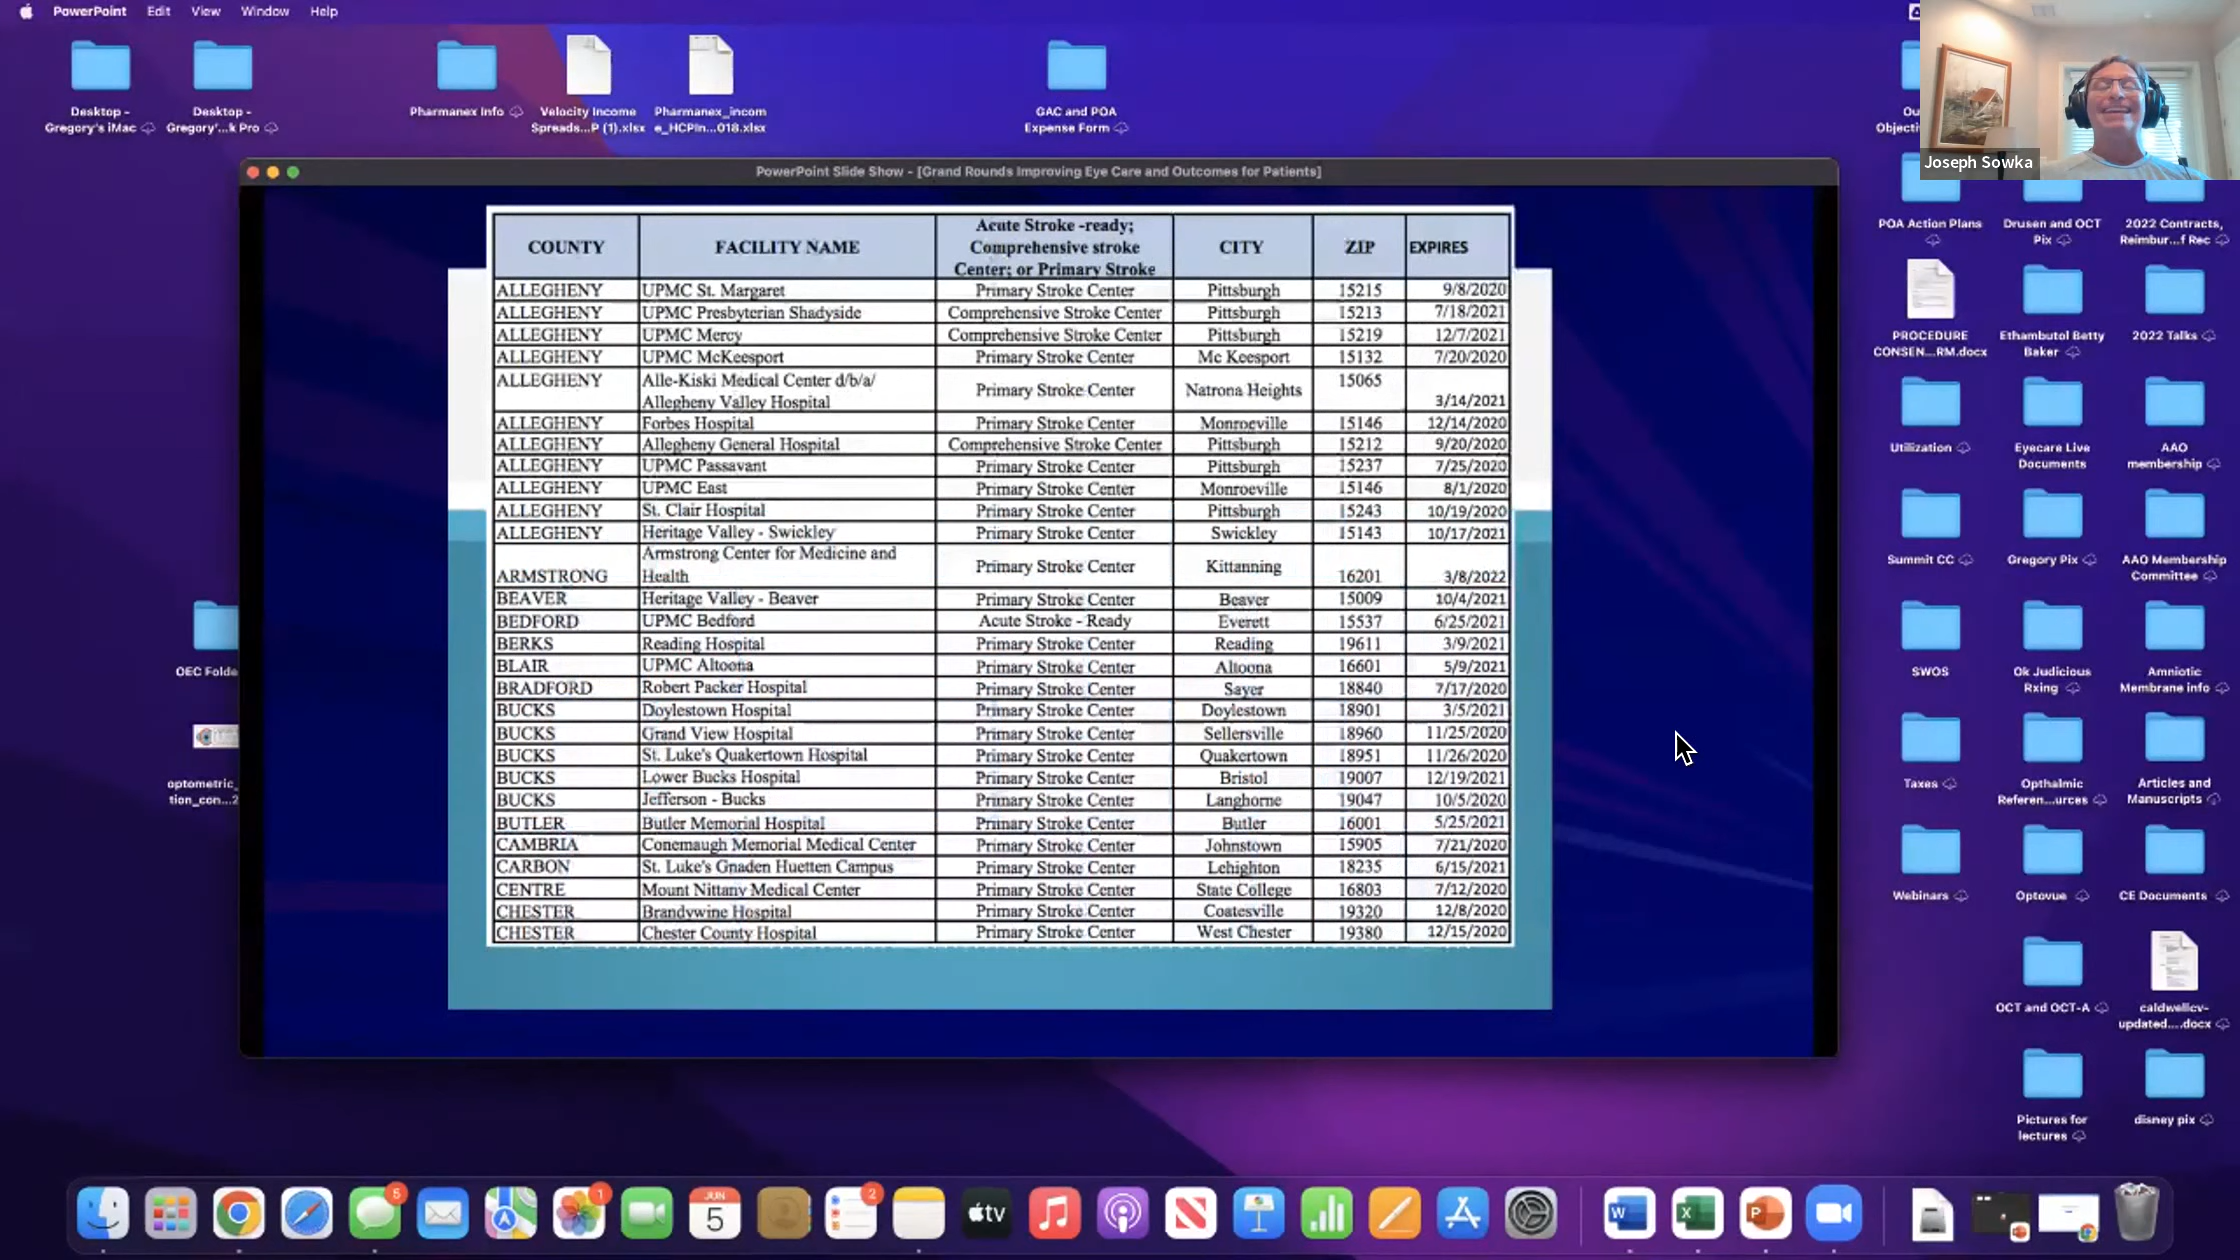 PowerPoint Edit View Window Help
Desktop -
Gregory's iMac
Desktop -
Gregory'...k Pro
Pharmanex Info
Velocity Income
Spreads...P (1).xlsx
Pharmanex_incom
e_HCPIn...018.xlsx
GAC and POA
Expense Form
Joseph Sowka
PowerPoint Slide Show - [Grand Rounds Improving Eye Care and Outcomes for Patients]
COUNTY FACILITY NAME Acute Stroke -ready; Comprehensive stroke Center; or Primary Stroke CITY ZIP EXPIRES
ALLEGHENY UPMC St. Margaret Primary Stroke Center Pittsburgh 15215 9/8/2020
ALLEGHENY UPMC Presbyterian Shadyside Comprehensive Stroke Center Pittsburgh 15213 7/18/2021
ALLEGHENY UPMC Mercy Comprehensive Stroke Center Pittsburgh 15219 12/7/2021
ALLEGHENY UPMC McKeesport Primary Stroke Center Mc Keesport 15132 7/20/2020
ALLEGHENY Alle-Kiski Medical Center d/b/a/ Allegheny Valley Hospital Primary Stroke Center Natrona Heights 15065 3/14/2021
ALLEGHENY Forbes Hospital Primary Stroke Center Monroeville 15146 12/14/2020
ALLEGHENY Allegheny General Hospital Comprehensive Stroke Center Pittsburgh 15212 9/20/2020
ALLEGHENY UPMC Passavant Primary Stroke Center Pittsburgh 15237 7/25/2020
ALLEGHENY UPMC East Primary Stroke Center Monroeville 15146 8/1/2020
ALLEGHENY St. Clair Hospital Primary Stroke Center Pittsburgh 15243 10/19/2020
ALLEGHENY Heritage Valley - Swickley Primary Stroke Center Swickley 15143 10/17/2021
ARMSTRONG Armstrong Center for Medicine and Health Primary Stroke Center Kittanning 16201 3/8/2022
BEAVER Heritage Valley - Beaver Primary Stroke Center Beaver 15009 10/4/2021
BEDFORD UPMC Bedford Acute Stroke - Ready Everett 15537 6/25/2021
BERKS Reading Hospital Primary Stroke Center Reading 19611 3/9/2021
BLAIR UPMC Altoona Primary Stroke Center Altoona 16601 5/9/2021
BRADFORD Robert Packer Hospital Primary Stroke Center Sayer 18840 7/17/2020
BUCKS Doylestown Hospital Primary Stroke Center Doylestown 18901 3/5/2021
BUCKS Grand View Hospital Primary Stroke Center Sellersville 18960 11/25/2020
BUCKS St. Luke's Quakertown Hospital Primary Stroke Center Quakertown 18951 11/26/2020
BUCKS Lower Bucks Hospital Primary Stroke Center Bristol 19007 12/19/2021
BUCKS Jefferson - Bucks Primary Stroke Center Langhorne 19047 10/5/2020
BUTLER Butler Memorial Hospital Primary Stroke Center Butler 16001 5/25/2021
CAMBRIA Conemaugh Memorial Medical Center Primary Stroke Center Johnstown 15905 7/21/2020
CARBON St. Luke's Gnaden Huetten Campus Primary Stroke Center Lehighton 18235 6/15/2021
CENTRE Mount Nittany Medical Center Primary Stroke Center State College 16803 7/12/2020
CHESTER Brandywine Hospital Primary Stroke Center Coatesville 19320 12/8/2020
CHESTER Chester County Hospital Primary Stroke Center West Chester 19380 12/15/2020
OEC Folde
optometric_
tion_con...2
POA Action Plans
Drusen and OCT
Pix
2022 Contracts,
Reimbur...f Rec
PROCEDURE
CONSEN...RM.docx
Ethambutol Betty
Baker
2022 Talks
Utilization
Eyecare Live
Documents
AAO
membership
Summit CC
Gregory Pix
AAO Membership
Committee
SWOS
Ok Judicious
Rxing
Amniotic
Membrane info
Taxes
Opthalmic
Referen...urces
Articles and
Manuscripts
Webinars
Optovue
CE Documents
OCT and OCT-A
caldwellcv-
updated....docx
Pictures for
lectures
disney pix
5
1
JUN
5
2
tv
W
X
P